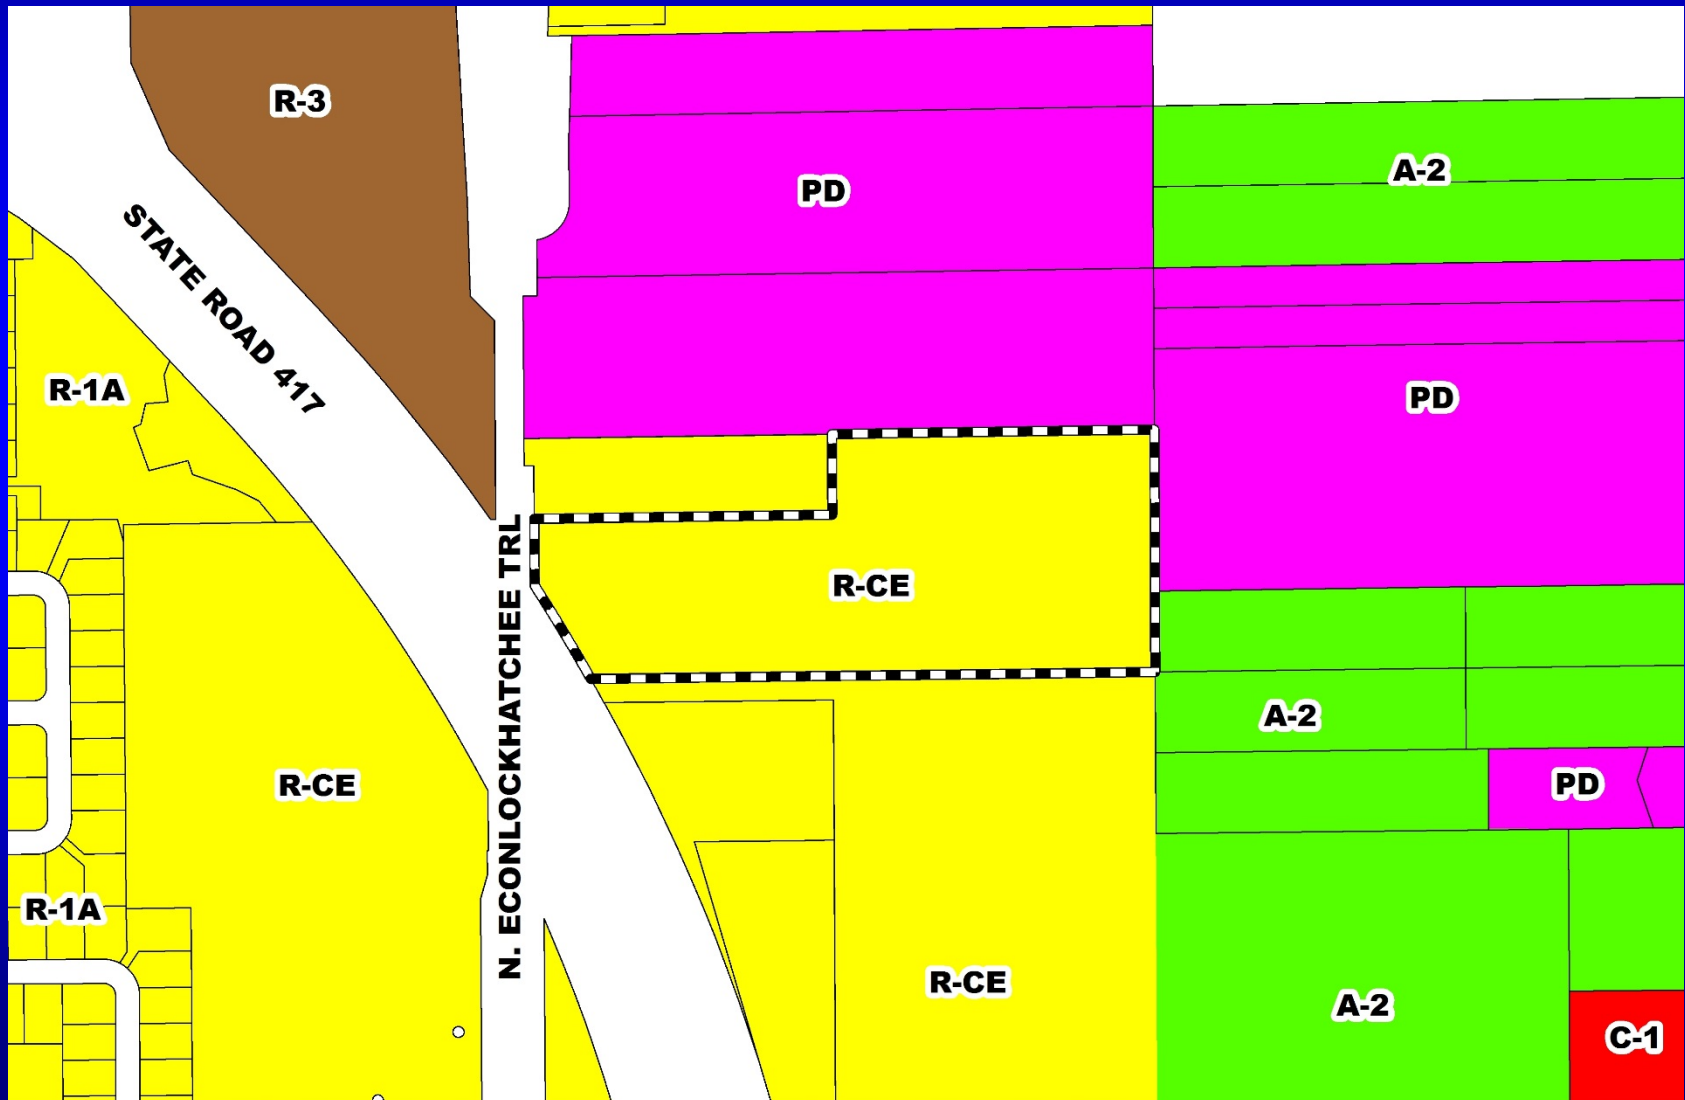 R-3
PD
A-2
STATE ROAD 417
R-1A
PD
R-CE
N. ECONLOCKHATCHEE TRL
A-2
R-CE
PD
R-1A
R-CE
A-2
C-1